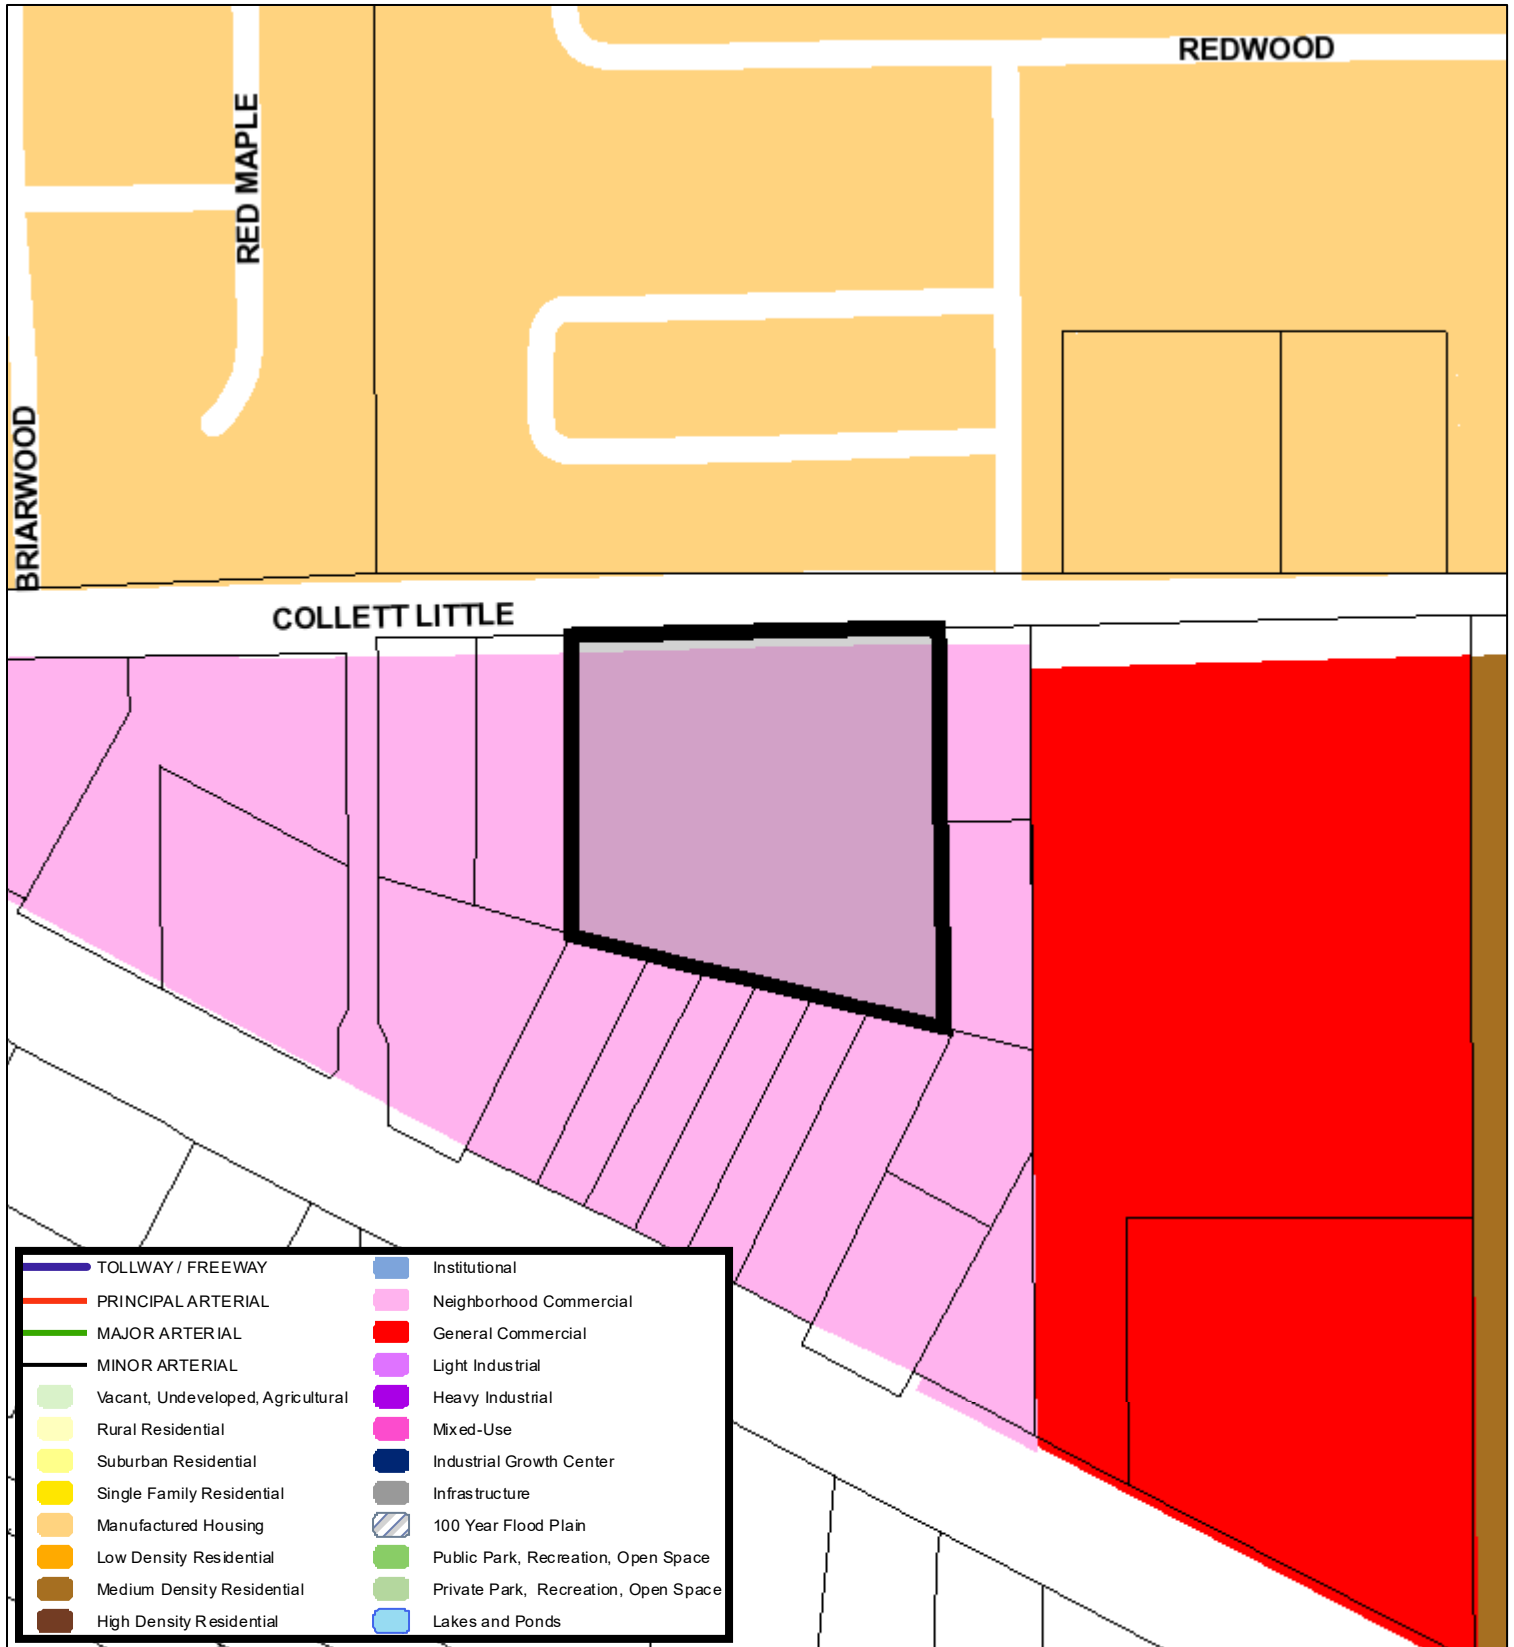 REDWOOD
RED MAPLE
BRIARWOOD
COLLETT LITTLE
TOLLWAY / FREEWAY
PRINCIPAL ARTERIAL
MAJOR ARTERIAL
MINOR ARTERIAL
Vacant, Undeveloped, Agricultural
Rural Residential
Suburban Residential
Single Family Residential
Manufactured Housing
Low Density Residential
Medium Density Residential
High Density Residential
Institutional
Neighborhood Commercial
General Commercial
Light Industrial
Heavy Industrial
Mixed-Use
Industrial Growth Center
Infrastructure
100 Year Flood Plain
Public Park, Recreation, Open Space
Private Park, Recreation, Open Space
Lakes and Ponds